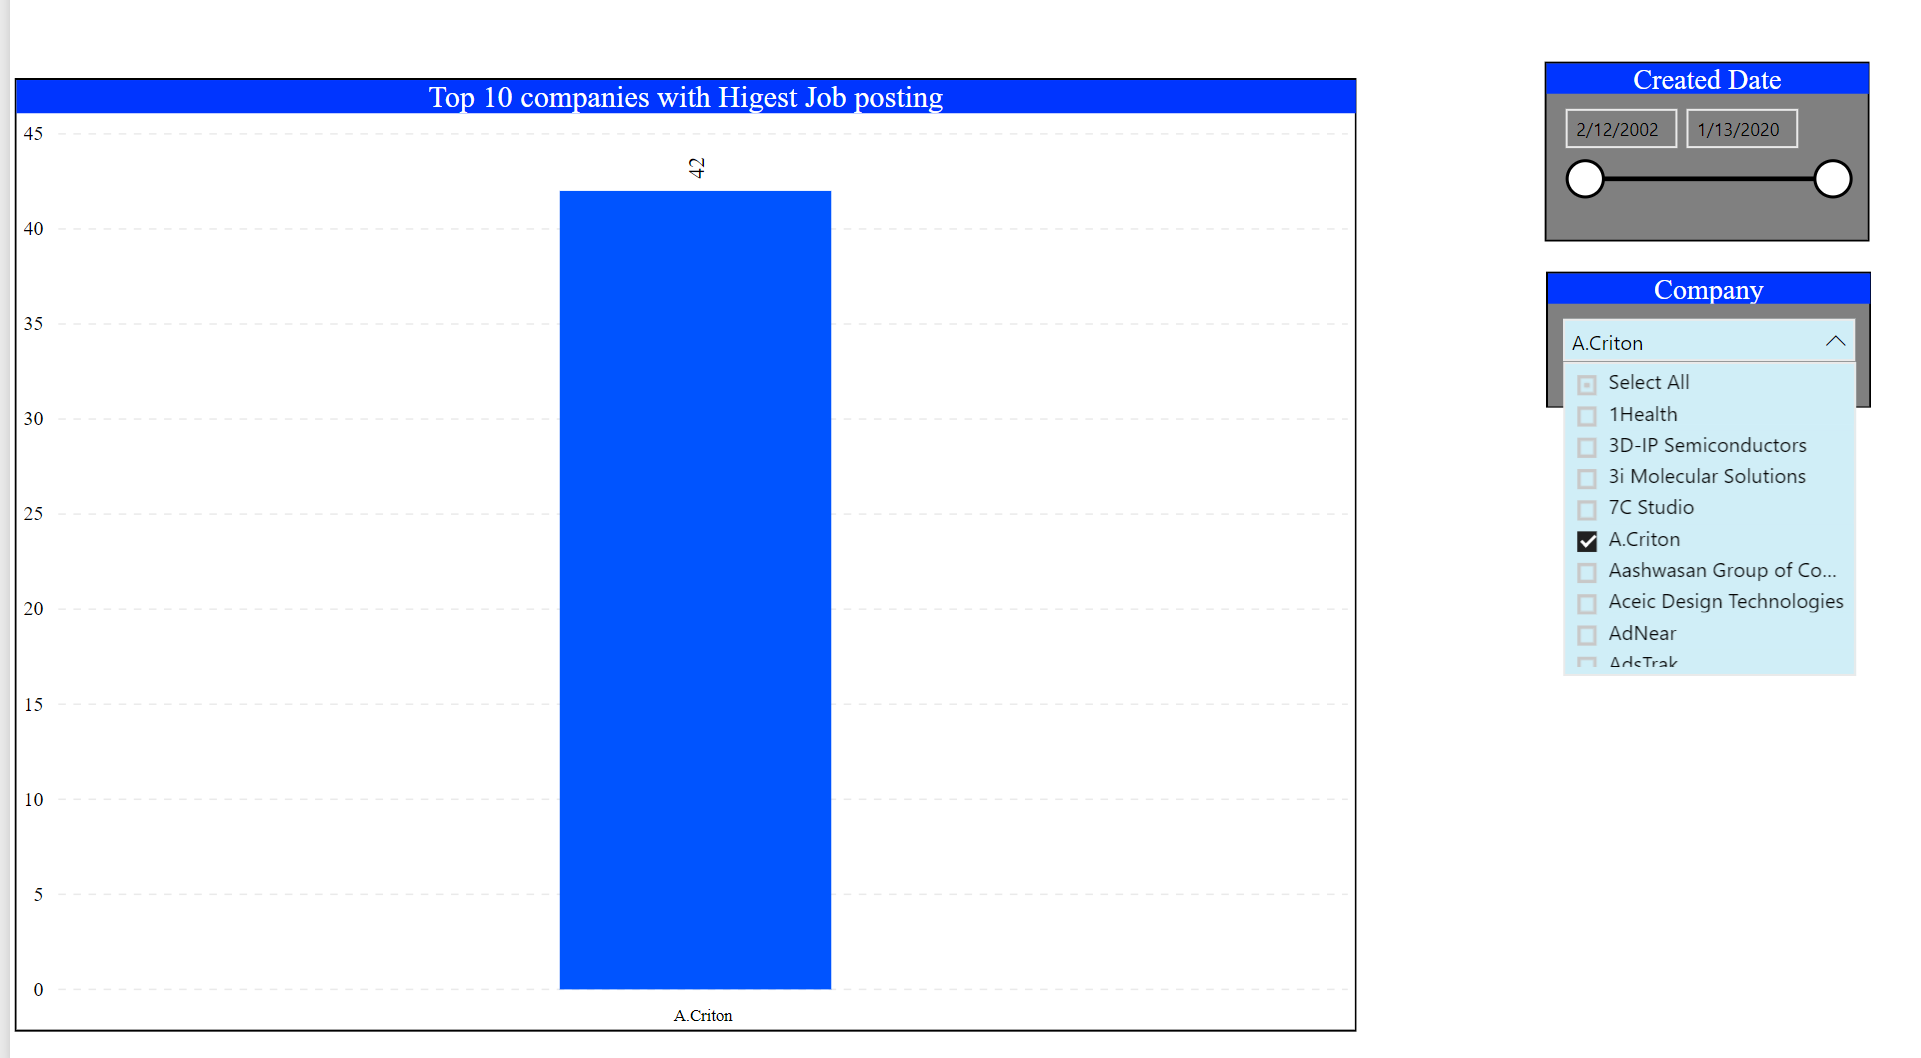 Top 10 companies with Higest Job posting
45
40
35
30
25
20
15
10
5
0
42
A.Criton
Created Date
2/12/2002 1/13/2020
Company
A.Criton
Select All
1Health
3D-IP Semiconductors
3i Molecular Solutions
7C Studio
A.Criton
Aashwasan Group of Co...
Aceic Design Technologies
AdNear
AdsTrak